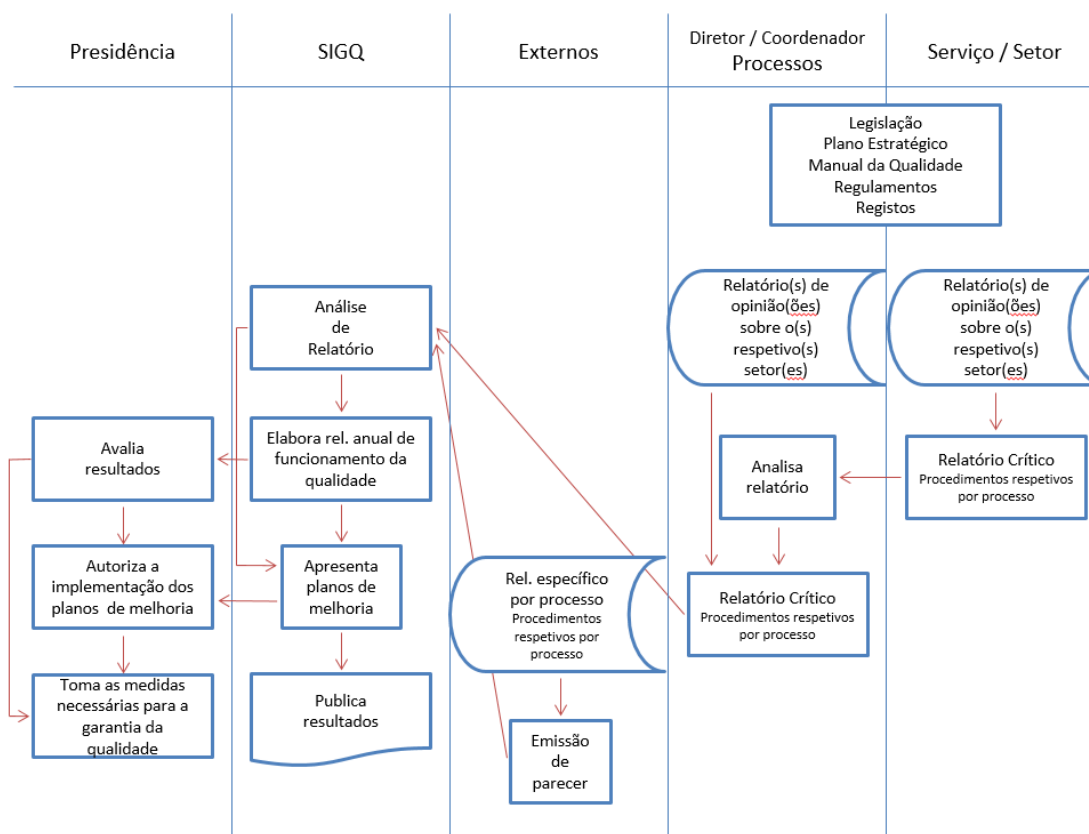 Presidência
SIGQ
Externos
Diretor / Coordenador
Processos
Serviço / Setor
Legislação
Plano Estratégico
Manual da Qualidade
Regulamentos
Registos
Relatório(s) de
opinião(ões)
sobre o(s)
respetivo(s)
setor(es)
Relatório(s) de
opinião(ões)
sobre o(s)
respetivo(s)
setor(es)
Análise
de
Relatório
Avalia
resultados
Elabora rel. anual de
funcionamento da
qualidade
Analisa
relatório
Relatório Crítico
Procedimentos respetivos
por processo
Autoriza a
implementação dos
planos de melhoria
Apresenta
planos de
melhoria
Rel. específico
por processo
Procedimentos
respetivos por
processo
Relatório Crítico
Procedimentos respetivos
por processo
Toma as medidas
necessárias para a
garantia da
qualidade
Publica
resultados
Emissão
de
parecer